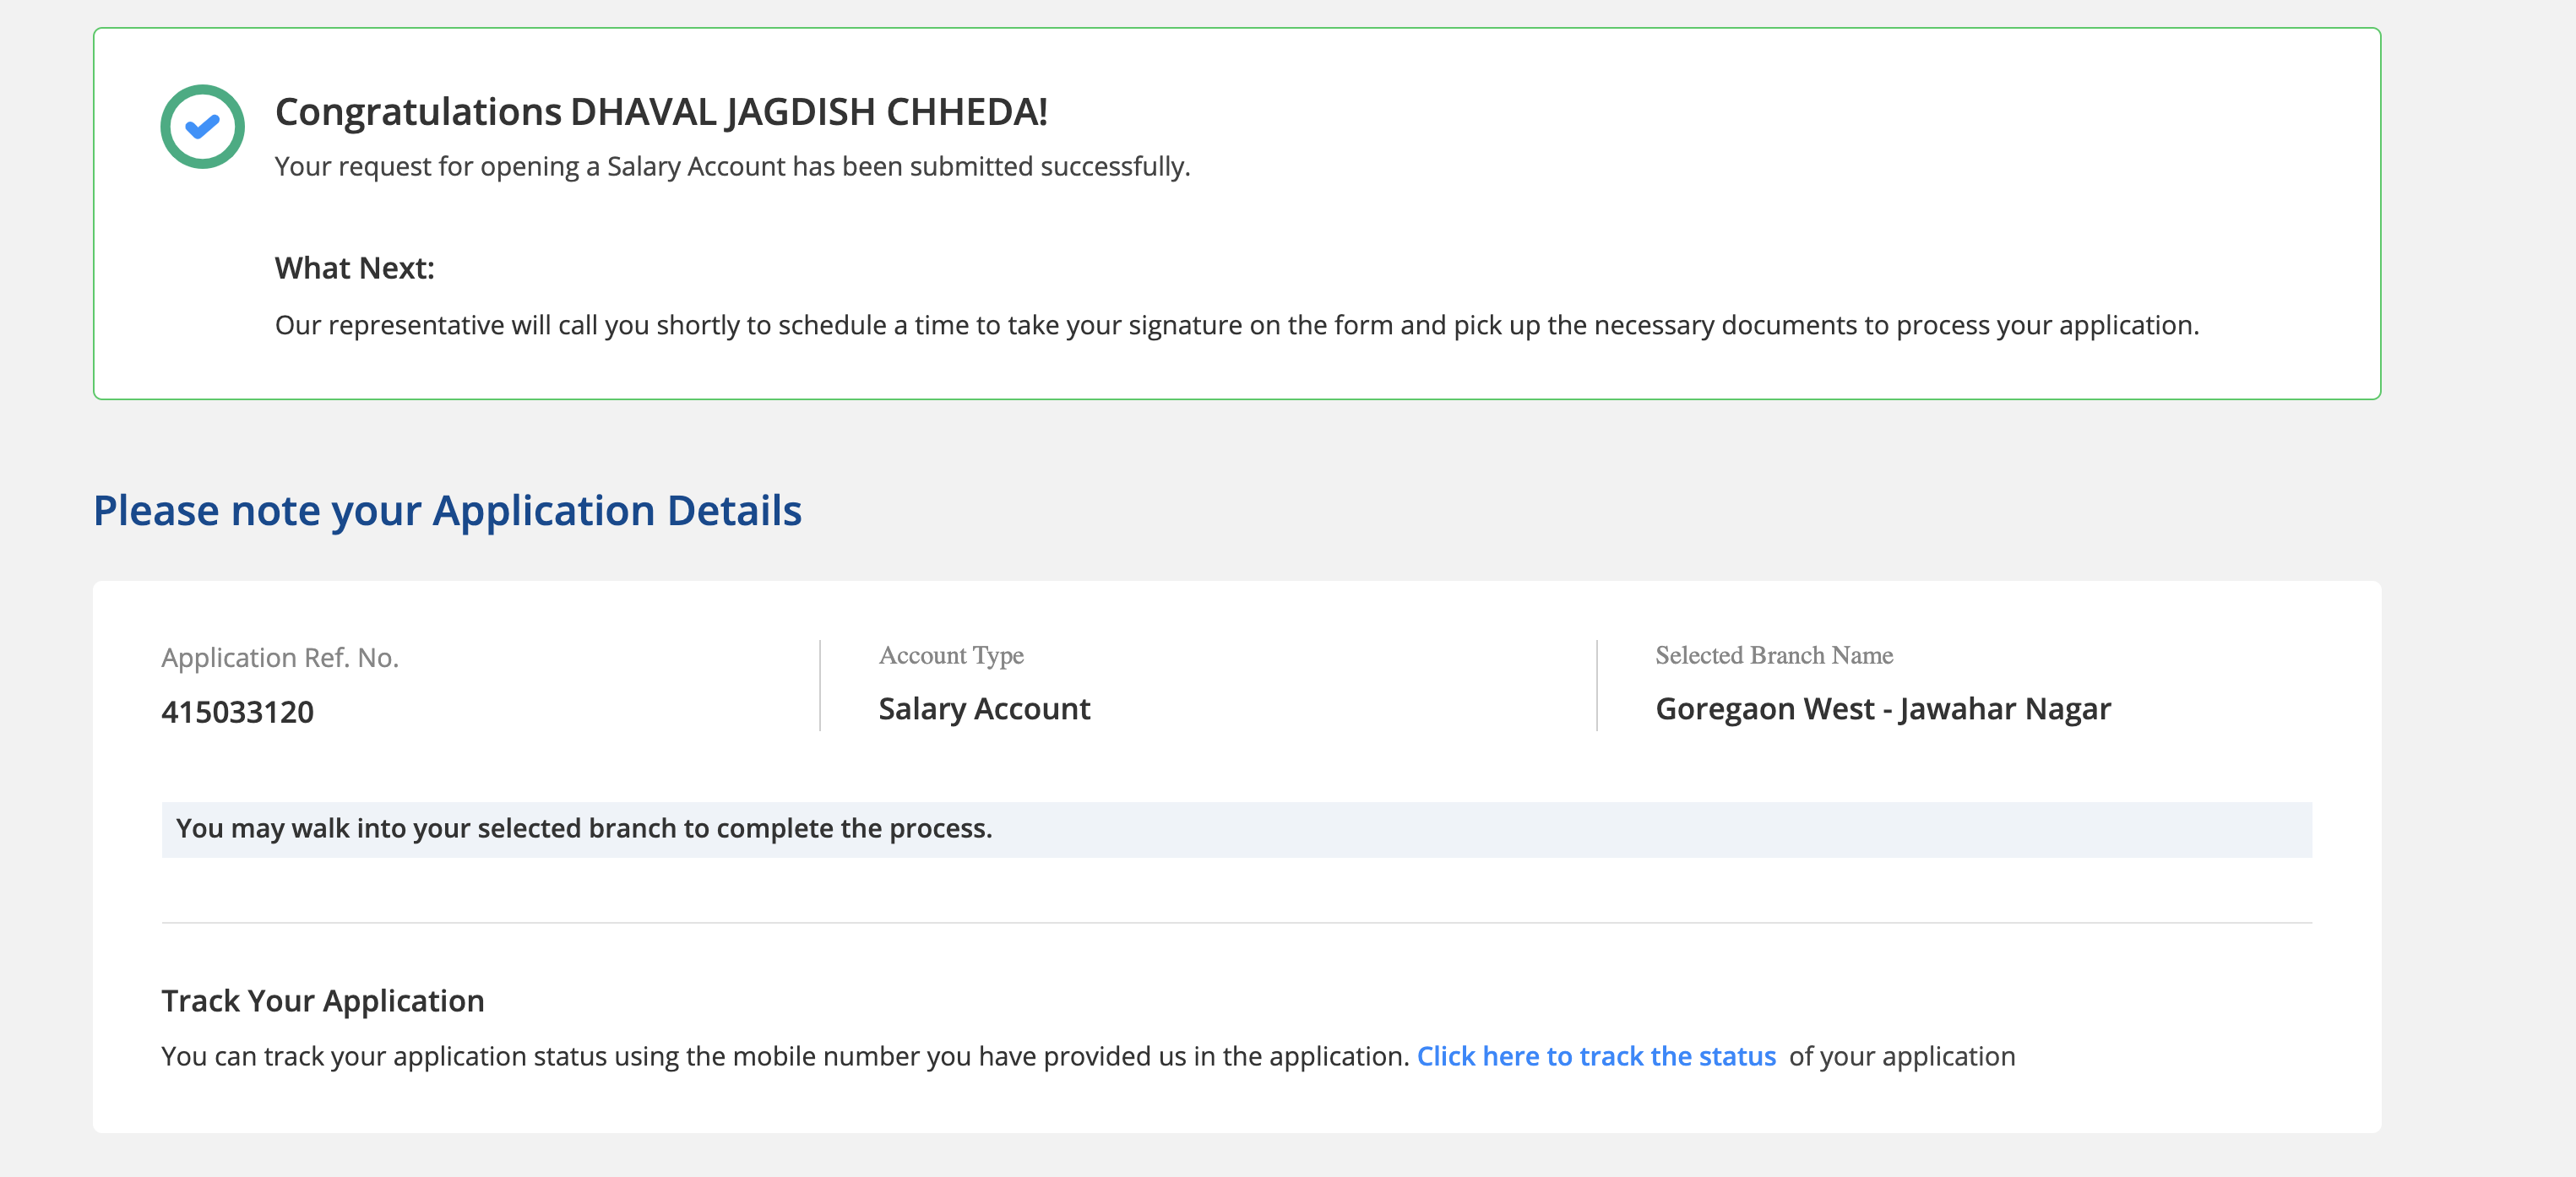 Congratulations DHAVAL JAGDISH CHHEDA!
Your request for opening a Salary Account has been submitted successfully.
What Next:
Our representative will call you shortly to schedule a time to take your signature on the form and pick up the necessary documents to process your application.
Please note your Application Details
Application Ref. No.
415033120
Account Type
Salary Account
Selected Branch Name
Goregaon West - Jawahar Nagar
You may walk into your selected branch to complete the process.
Track Your Application
You can track your application status using the mobile number you have provided us in the application. Click here to track the status of your application